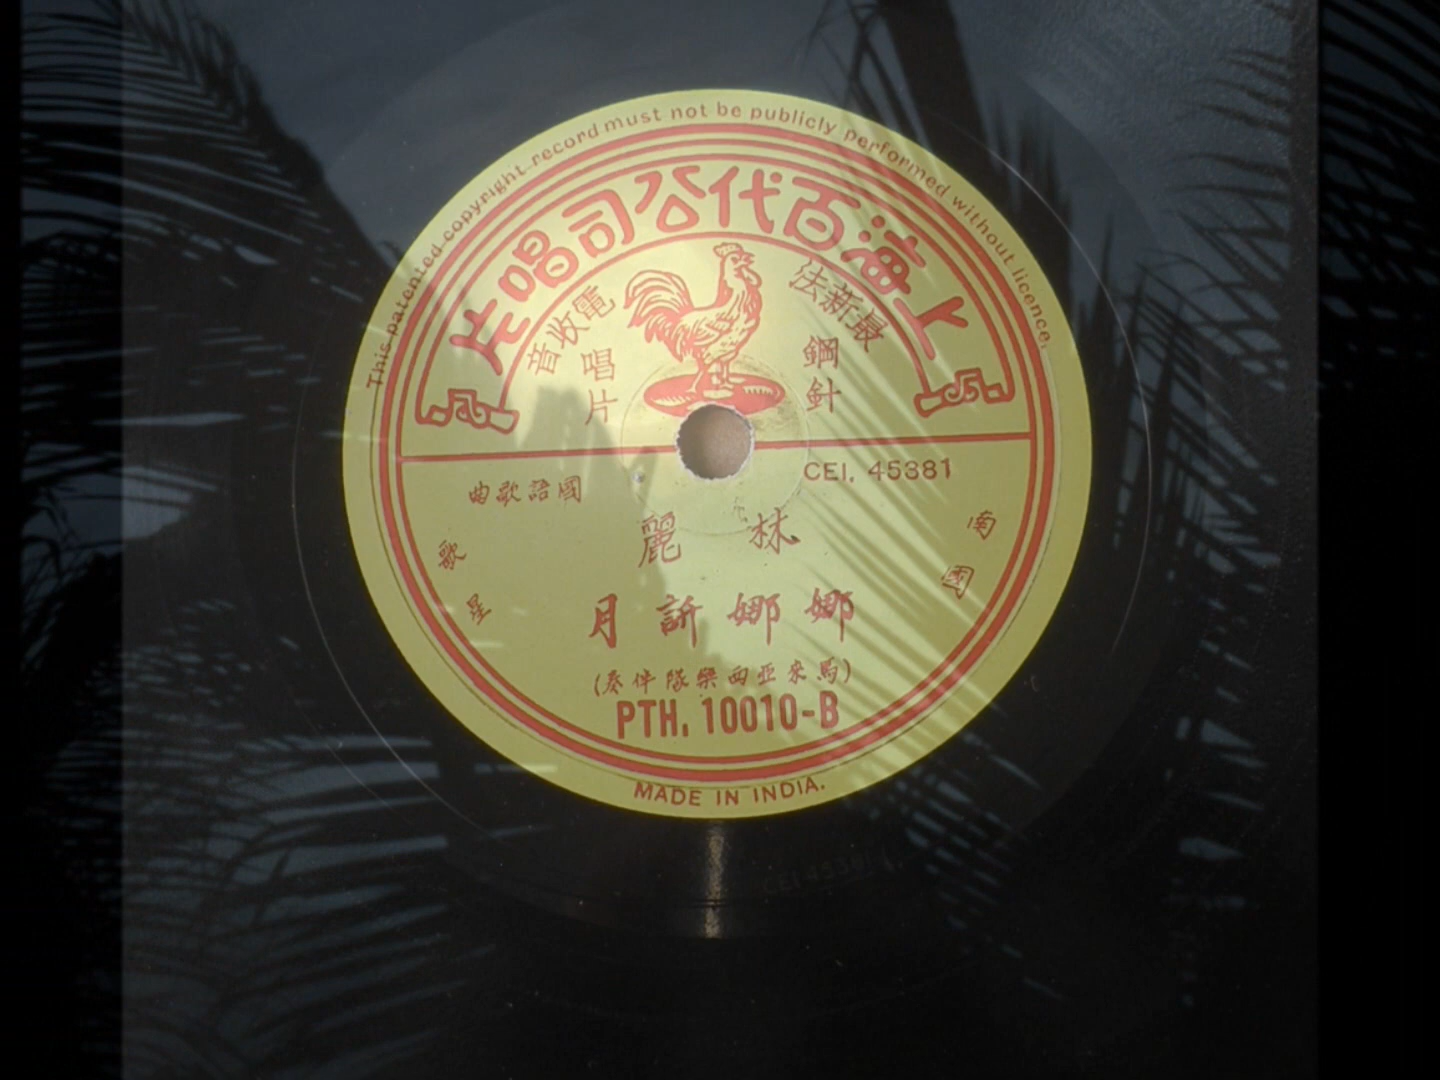 This patented copyright record must not be publicly performed without licence.
上海百代公司唱片
最新法
鋼針
電收音
唱片
CEI. 45381
國語歌曲
南國
歌星
林麗
娜娜訴月
(馬來亞西樂隊伴奏)
PTH. 10010-B
MADE IN INDIA.